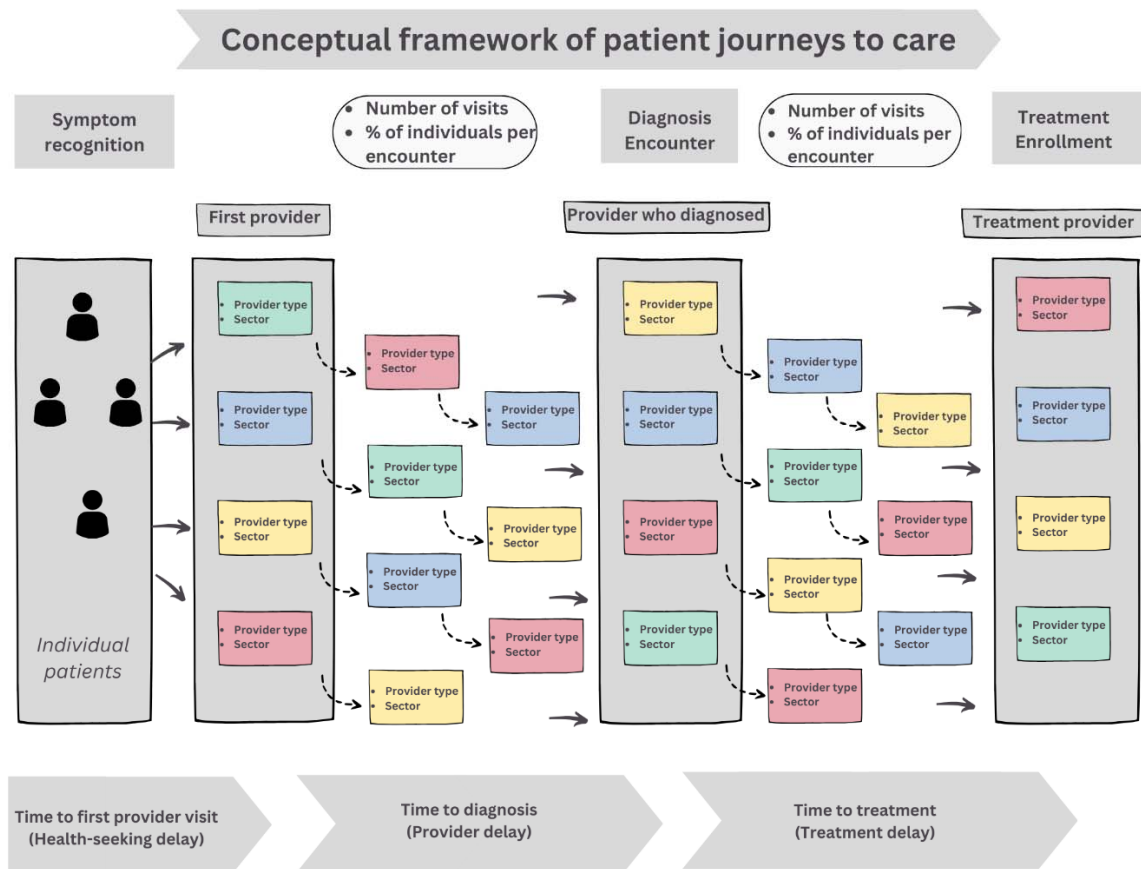 Conceptual framework of patient journeys to care
Symptom
recognition
• Number of visits
• % of individuals per
encounter
Diagnosis
Encounter
• Number of visits
• % of individuals per
encounter
Treatment
Enrollment
First provider
Provider who diagnosed
Treatment provider
Individual
patients
• Provider type
• Sector
• Provider type
• Sector
• Provider type
• Sector
• Provider type
• Sector
• Provider type
• Sector
• Provider type
• Sector
• Provider type
• Sector
• Provider type
• Sector
• Provider type
• Sector
• Provider type
• Sector
• Provider type
• Sector
• Provider type
• Sector
• Provider type
• Sector
• Provider type
• Sector
• Provider type
• Sector
• Provider type
• Sector
• Provider type
• Sector
• Provider type
• Sector
• Provider type
• Sector
• Provider type
• Sector
• Provider type
• Sector
• Provider type
• Sector
• Provider type
• Sector
• Provider type
• Sector
• Provider type
• Sector
• Provider type
• Sector
Time to first provider visit
(Health-seeking delay)
Time to diagnosis
(Provider delay)
Time to treatment
(Treatment delay)